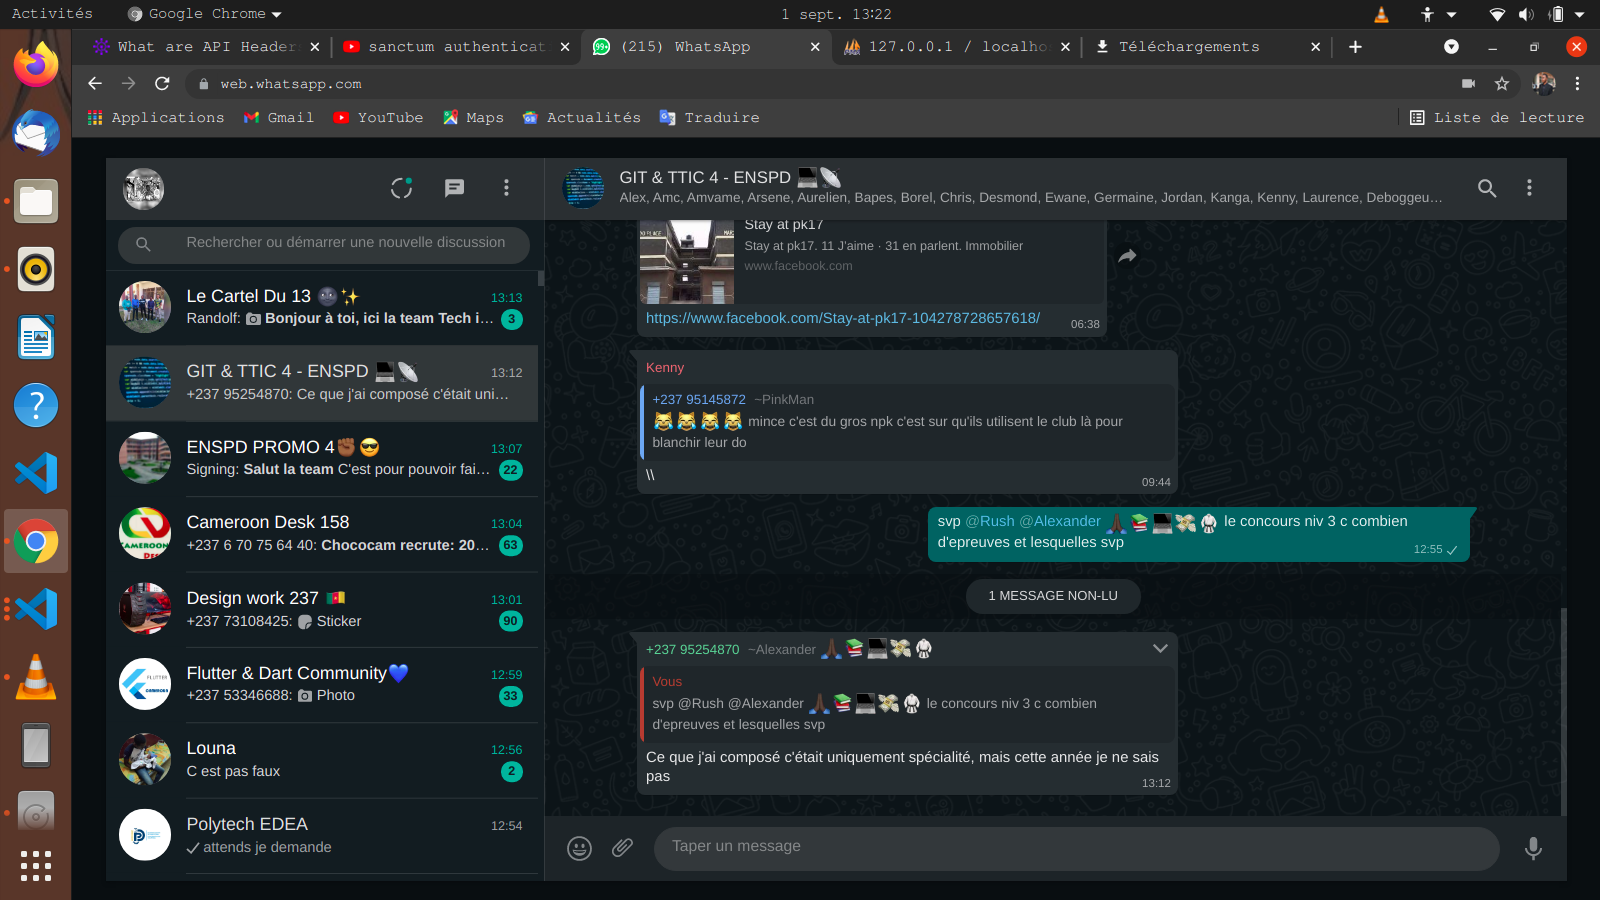 Activités
Google Chrome
1 sept. 13:22
What are API Header
sanctum authenticat
99+
(215) WhatsApp
127.0.0.1 / localho
Téléchargements
web.whatsapp.com
Applications
Gmail
YouTube
Maps
Actualités
Traduire
Liste de lecture
Rechercher ou démarrer une nouvelle discussion
Le Cartel Du 13 🌚✨
13:13
Randolf: 📷 Bonjour à toi, ici la team Tech i…
3
GIT & TTIC 4 - ENSPD 💻📡
13:12
+237 95254870: Ce que j'ai composé c'était uni…
ENSPD PROMO 4✊🏾😎
13:07
Signing: Salut la team C'est pour pouvoir fai…
22
Cameroon Desk 158
13:04
+237 6 70 75 64 40: Chococam recrute: 20…
63
Design work 237 🇨🇲
13:01
+237 73108425: Sticker
90
Flutter & Dart Community💙
12:59
+237 53346688: 📷 Photo
33
Louna
12:56
C est pas faux
2
Polytech EDEA
12:54
attends je demande
GIT & TTIC 4 - ENSPD 💻📡
Alex, Amc, Amvame, Arsene, Aurelien, Bapes, Borel, Chris, Desmond, Ewane, Germaine, Jordan, Kanga, Kenny, Laurence, Deboggeu…
Stay at pk17
Stay at pk17. 11 J'aime · 31 en parlent. Immobilier
www.facebook.com
https://www.facebook.com/Stay-at-pk17-104278728657618/
06:38
Kenny
+237 95145872 ~PinkMan
😹😹😹😹 mince c'est du gros npk c'est sur qu'ils utilisent le club là pour
blanchir leur do
\\
09:44
svp @Rush @Alexander 🙏🏿📚💻💸🥋 le concours niv 3 c combien
d'epreuves et lesquelles svp
12:55
1 MESSAGE NON-LU
+237 95254870 ~Alexander 🙏🏿📚💻💸🥋
Vous
svp @Rush @Alexander 🙏🏿📚💻💸🥋 le concours niv 3 c combien
d'epreuves et lesquelles svp
Ce que j'ai composé c'était uniquement spécialité, mais cette année je ne sais
pas
13:12
Taper un message